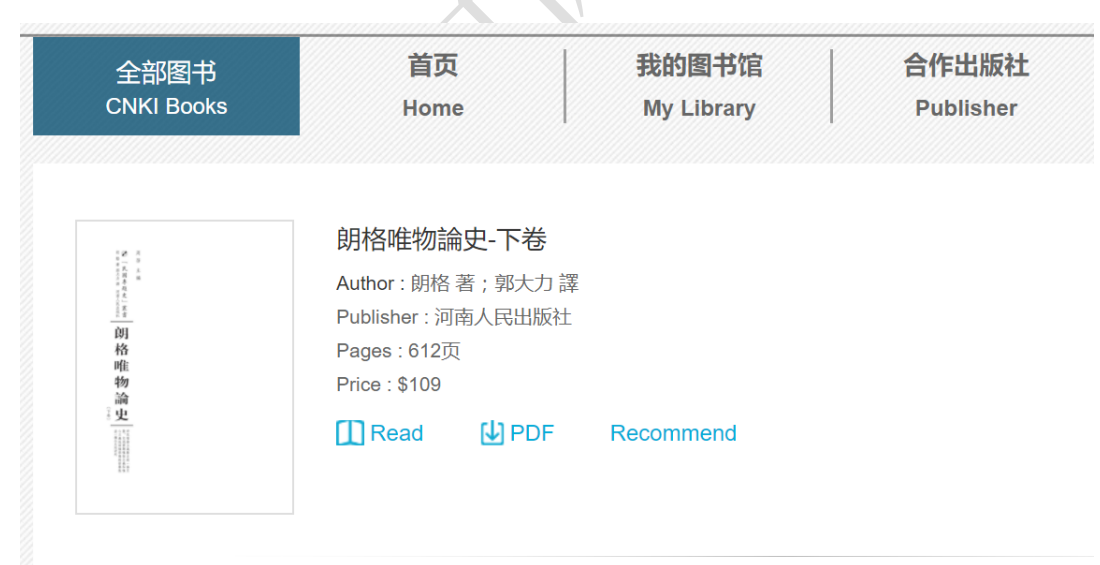 全部图书
CNKI Books
首页
Home
我的图书馆
My Library
合作出版社
Publisher
朗格唯物論史
朗格唯物論史-下卷
Author : 朗格 著；郭大力 譯
Publisher : 河南人民出版社
Pages : 612页
Price : $109
Read
PDF
Recommend